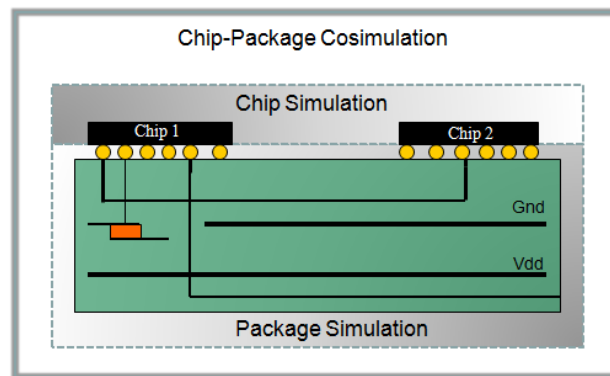 Chip-Package Cosimulation
Chip Simulation
Chip 1
Chip 2
Gnd
Vdd
Package Simulation